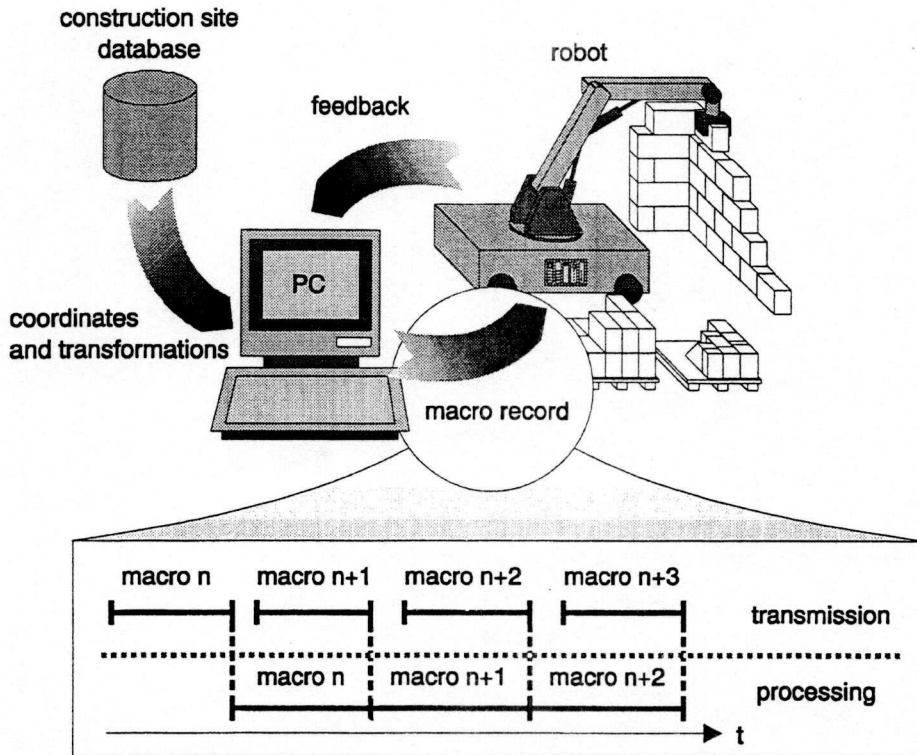 construction site
database
robot
feedback
PC
coordinates
and transformations
macro record
macro n
macro n+1
macro n+2
macro n+3
transmission
macro n
macro n+1
macro n+2
processing
t